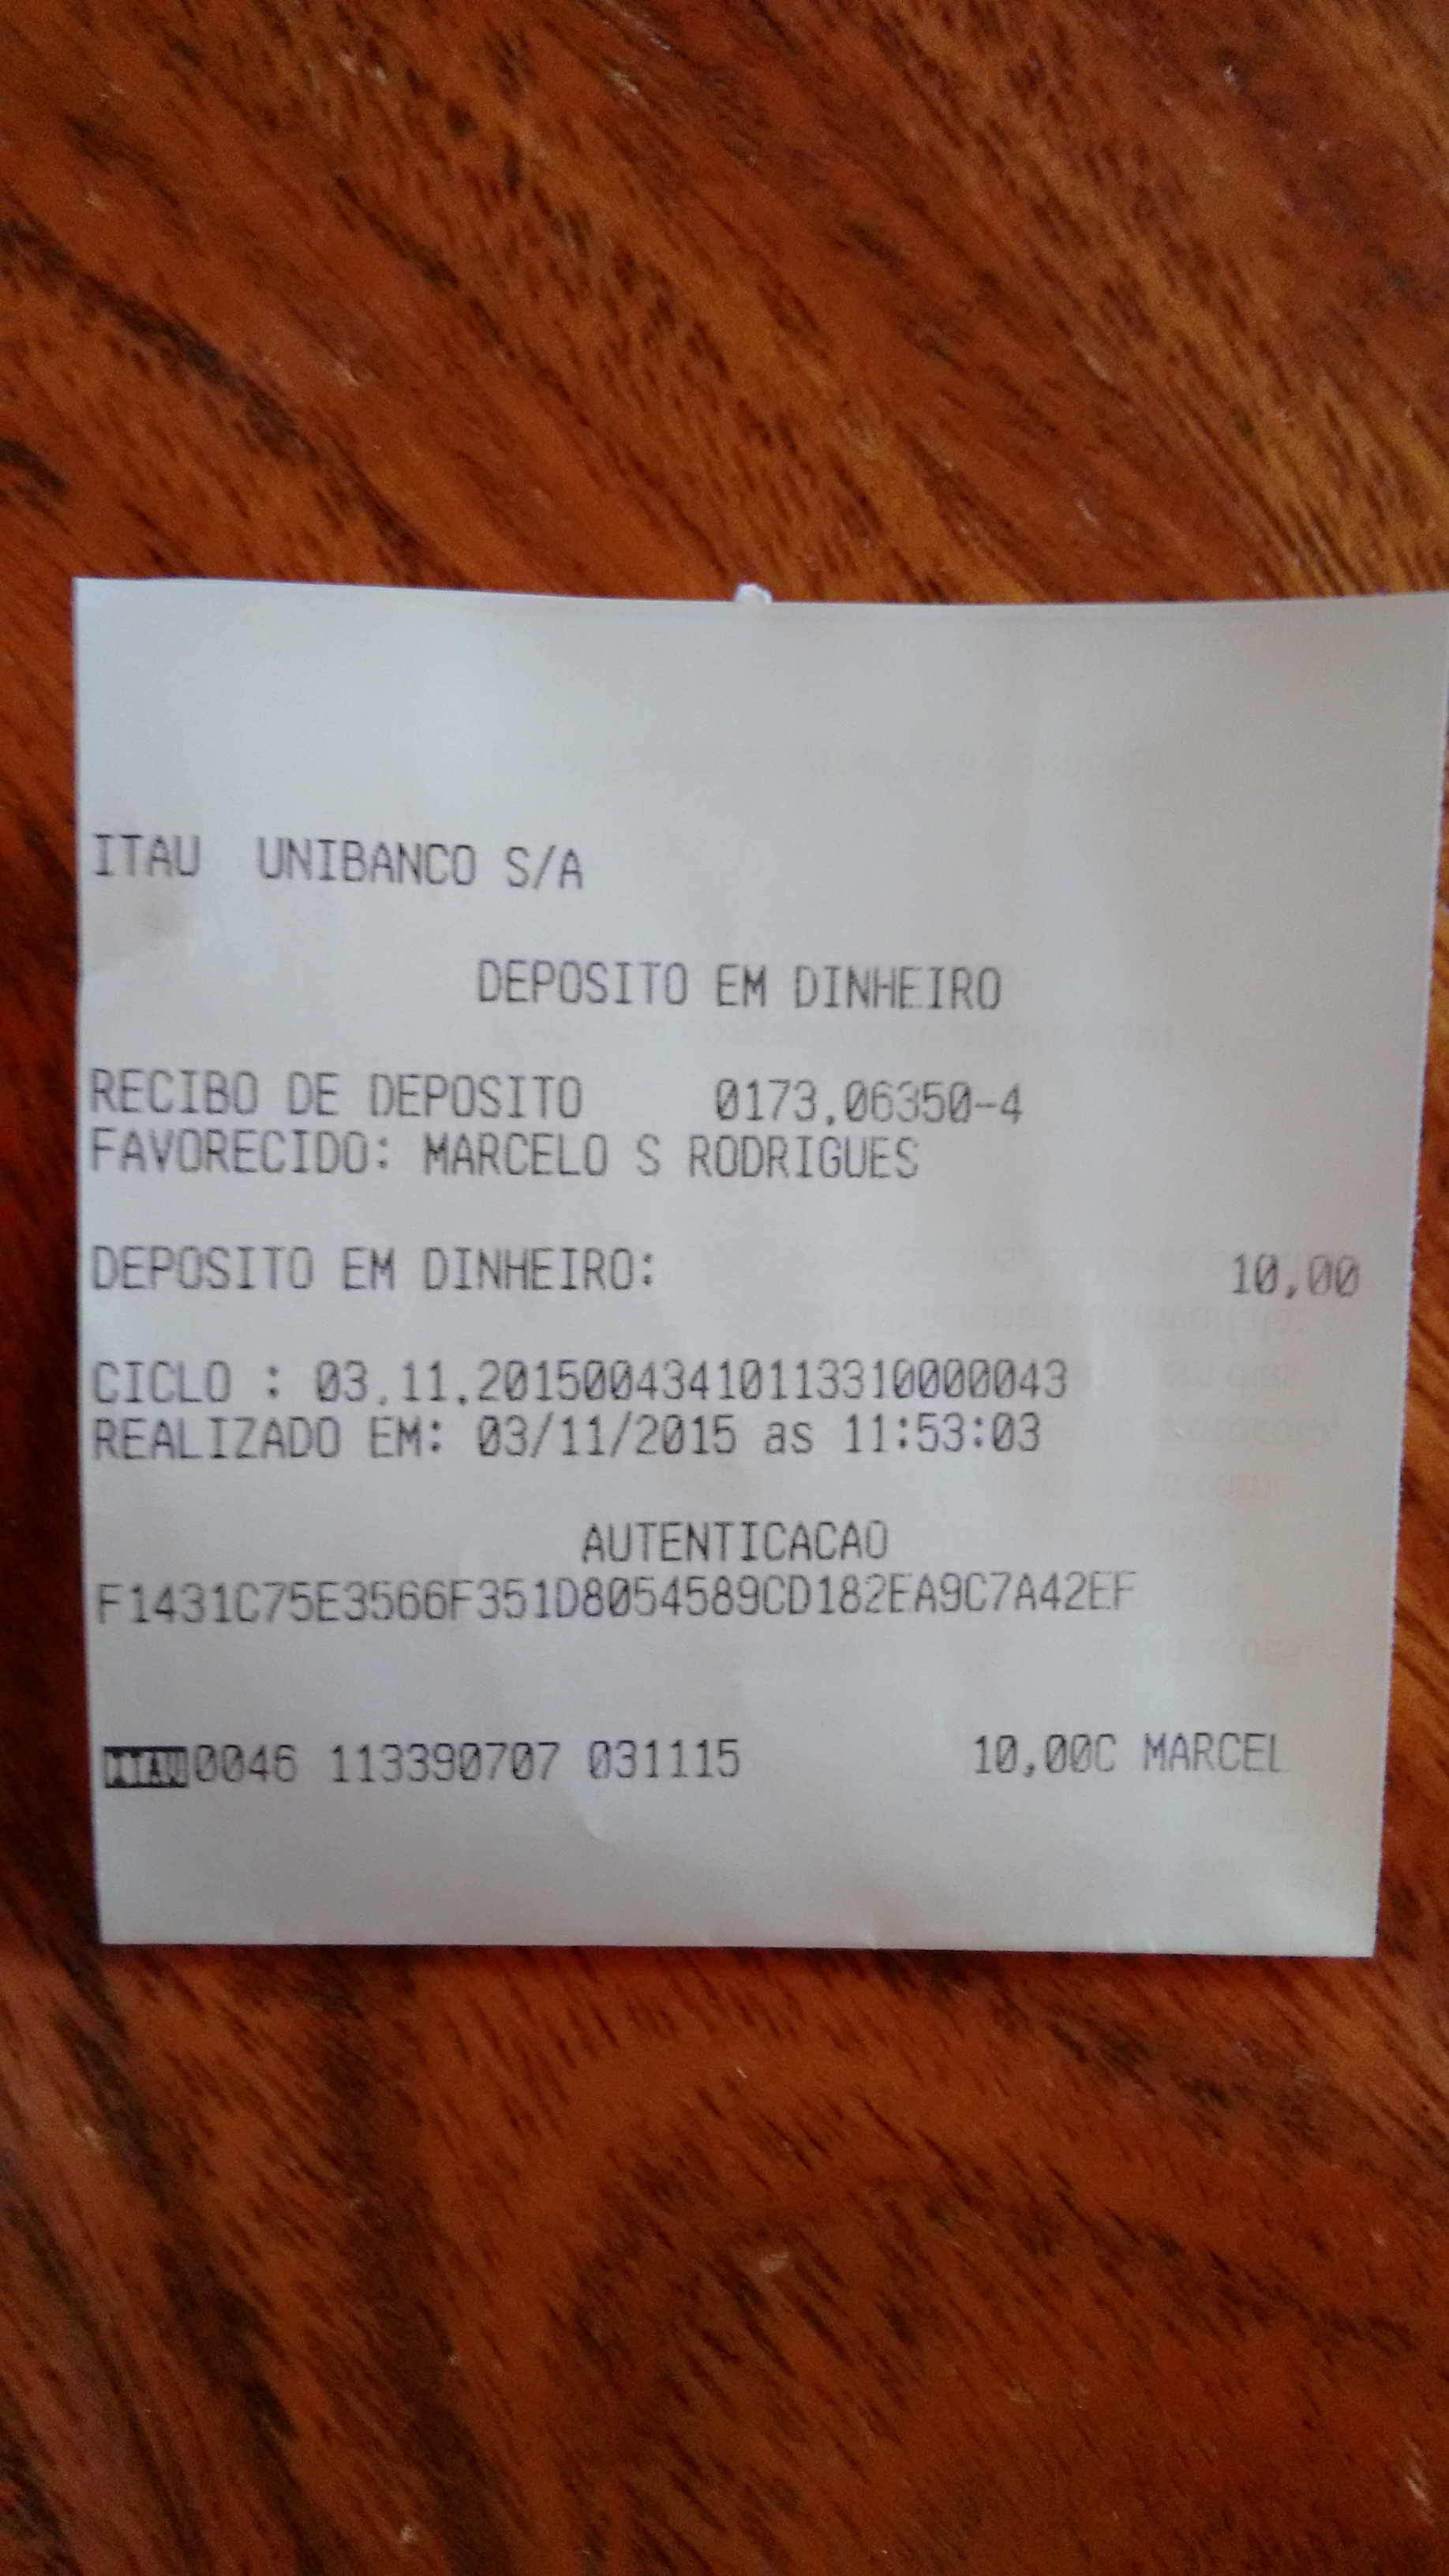 ITAU UNIBANCO S/A
DEPOSITO EM DINHEIRO
RECIBO DE DEPOSITO 0173.06350-4
FAVORECIDO: MARCELO S RODRIGUES
DEPOSITO EM DINHEIRO: 10,00
CICLO : 03.11.201500434101133100000043
REALIZADO EM: 03/11/2015 as 11:53:03
AUTENTICACAO
F1431C75E3566F351D8054589CD182EA9C7A42EF
0046 113390707 031115 10,00C MARCEL